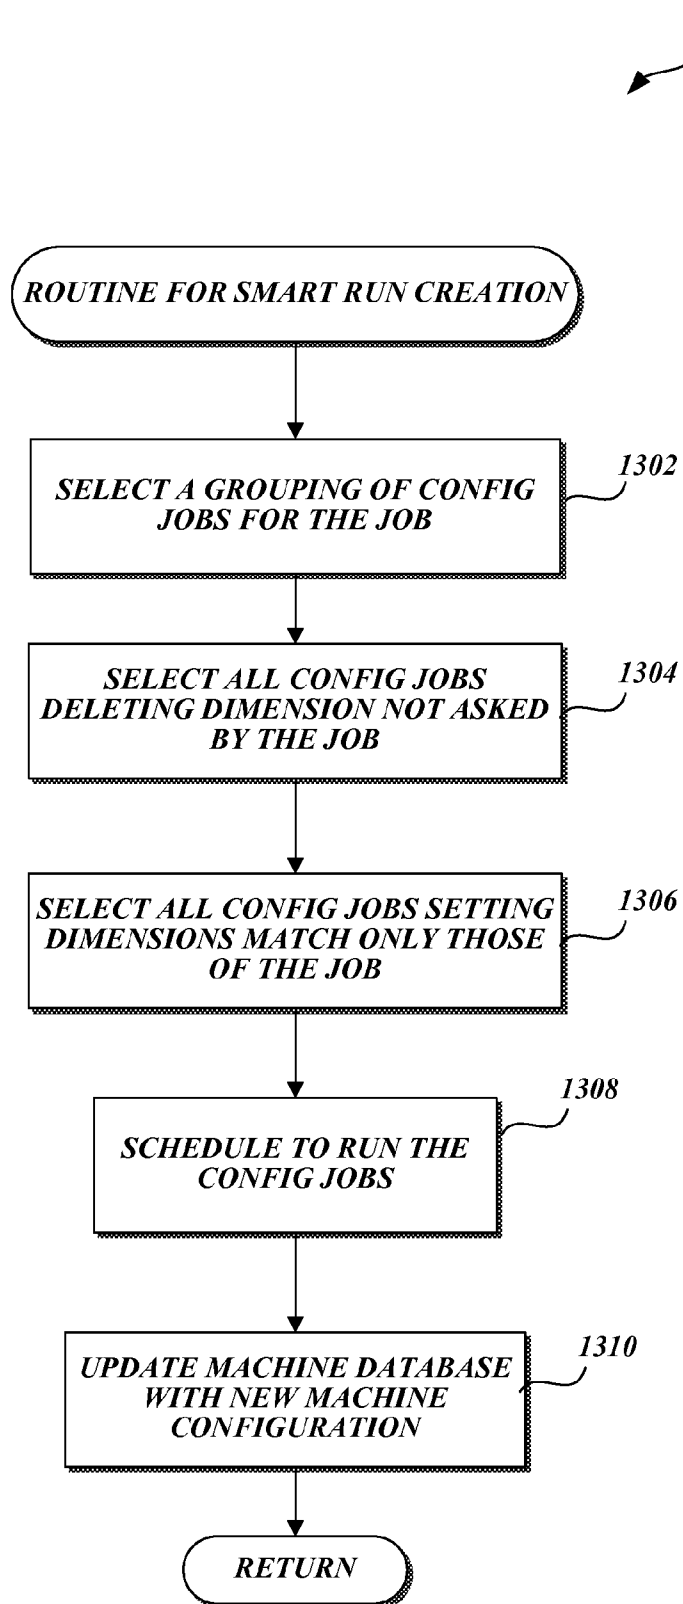 ROUTINE FOR SMART RUN CREATION
SELECT A GROUPING OF CONFIG
JOBS FOR THE JOB
1302
SELECT ALL CONFIG JOBS
DELETING DIMENSION NOT ASKED
BY THE JOB
1304
SELECT ALL CONFIG JOBS SETTING
DIMENSIONS MATCH ONLY THOSE
OF THE JOB
1306
SCHEDULE TO RUN THE
CONFIG JOBS
1308
UPDATE MACHINE DATABASE
WITH NEW MACHINE
CONFIGURATION
1310
RETURN